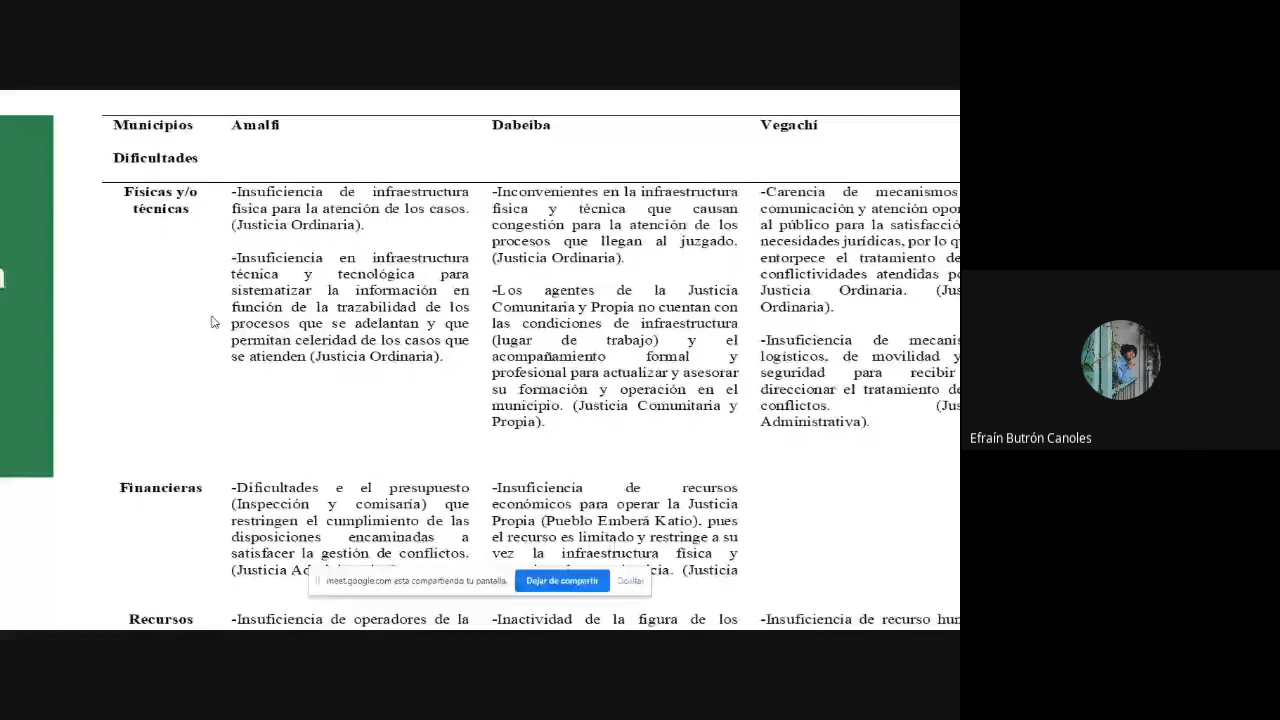 Municipios Amalfi Dabeiba Vegachí
Dificultades
Físicas y/o
técnicas
-Insuficiencia de infraestructura
física para la atención de los casos.
(Justicia Ordinaria).
-Insuficiencia en infraestructura
técnica y tecnológica para
sistematizar la información en
función de la trazabilidad de los
procesos que se adelantan y que
permitan celeridad de los casos que
se atienden (Justicia Ordinaria).
-Inconvenientes en la infraestructura
física y técnica que causan
congestión para la atención de los
procesos que llegan al juzgado.
(Justicia Ordinaria).
-Los agentes de la Justicia
Comunitaria y Propia no cuentan con
las condiciones de infraestructura
(lugar de trabajo) y el
acompañamiento formal y
profesional para actualizar y asesorar
su formación y operación en el
municipio. (Justicia Comunitaria y
Propia).
-Carencia de mecanismos
comunicación y atención
al público para la
necesidades jurídicas, por lo
entorpece el tratamiento
conflictividades atendidas
Justicia Ordinaria.
Ordinaria).
-Insuficiencia de
logísticos, de movilidad y
seguridad para recibir
direccionar el tratamiento
conflictos.
Administrativa).
Financieras
-Dificultades e el presupuesto
(Inspección y comisaría) que
restringen el cumplimiento de las
disposiciones encaminadas a
satisfacer la gestión de conflictos.
(Justicia
-Insuficiencia de recursos
económicos para operar la Justicia
Propia (Pueblo Emberá Katío), pues
el recurso es limitado y restringe a su
vez la infraestructura física y
(Justicia
meet.google.com está compartiendo tu pantalla. Dejar de compartir Ocultar
Recursos -Insuficiencia de operadores de la -Inactividad de la figura de los -Insuficiencia de recurso
Efraín Butrón Canoles